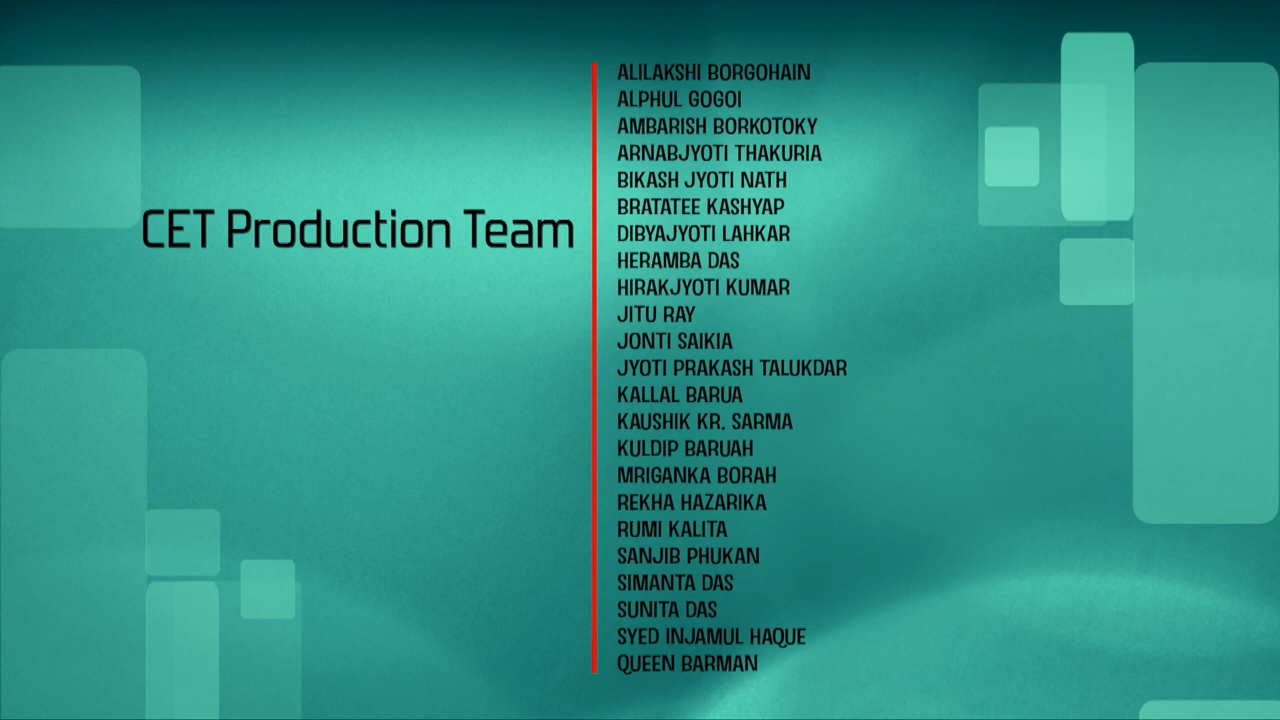 CET Production Team
ALILAKSHI BORGOHAIN
ALPHUL GOGOI
AMBARISH BORKOTOKY
ARNABJYOTI THAKURIA
BIKASH JYOTI NATH
BRATATEE KASHYAP
DIBYAJYOTI LAHKAR
HERAMBA DAS
HIRAKJYOTI KUMAR
JITU RAY
JONTI SAIKIA
JYOTI PRAKASH TALUKDAR
KALLAL BARUA
KAUSHIK KR. SARMA
KULDIP BARUAH
MRIGANKA BORAH
REKHA HAZARIKA
RUMI KALITA
SANJIB PHUKAN
SIMANTA DAS
SUNITA DAS
SYED INJAMUL HAQUE
QUEEN BARMAN